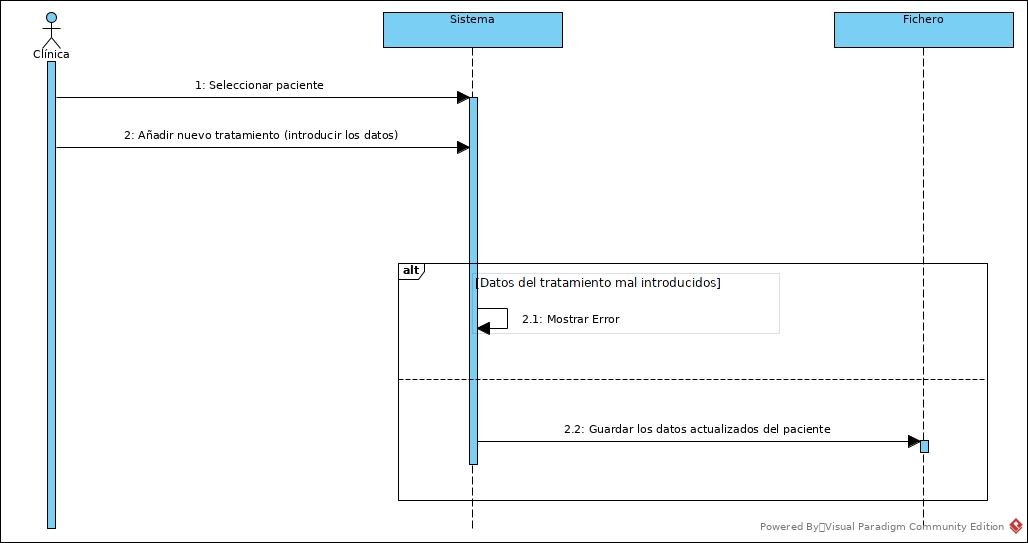 Sistema
Fichero
Clínica
1: Seleccionar paciente
2: Añadir nuevo tratamiento (introducir los datos)
alt
[Datos del tratamiento mal introducidos]
2.1: Mostrar Error
2.2: Guardar los datos actualizados del paciente
Powered By Visual Paradigm Community Edition